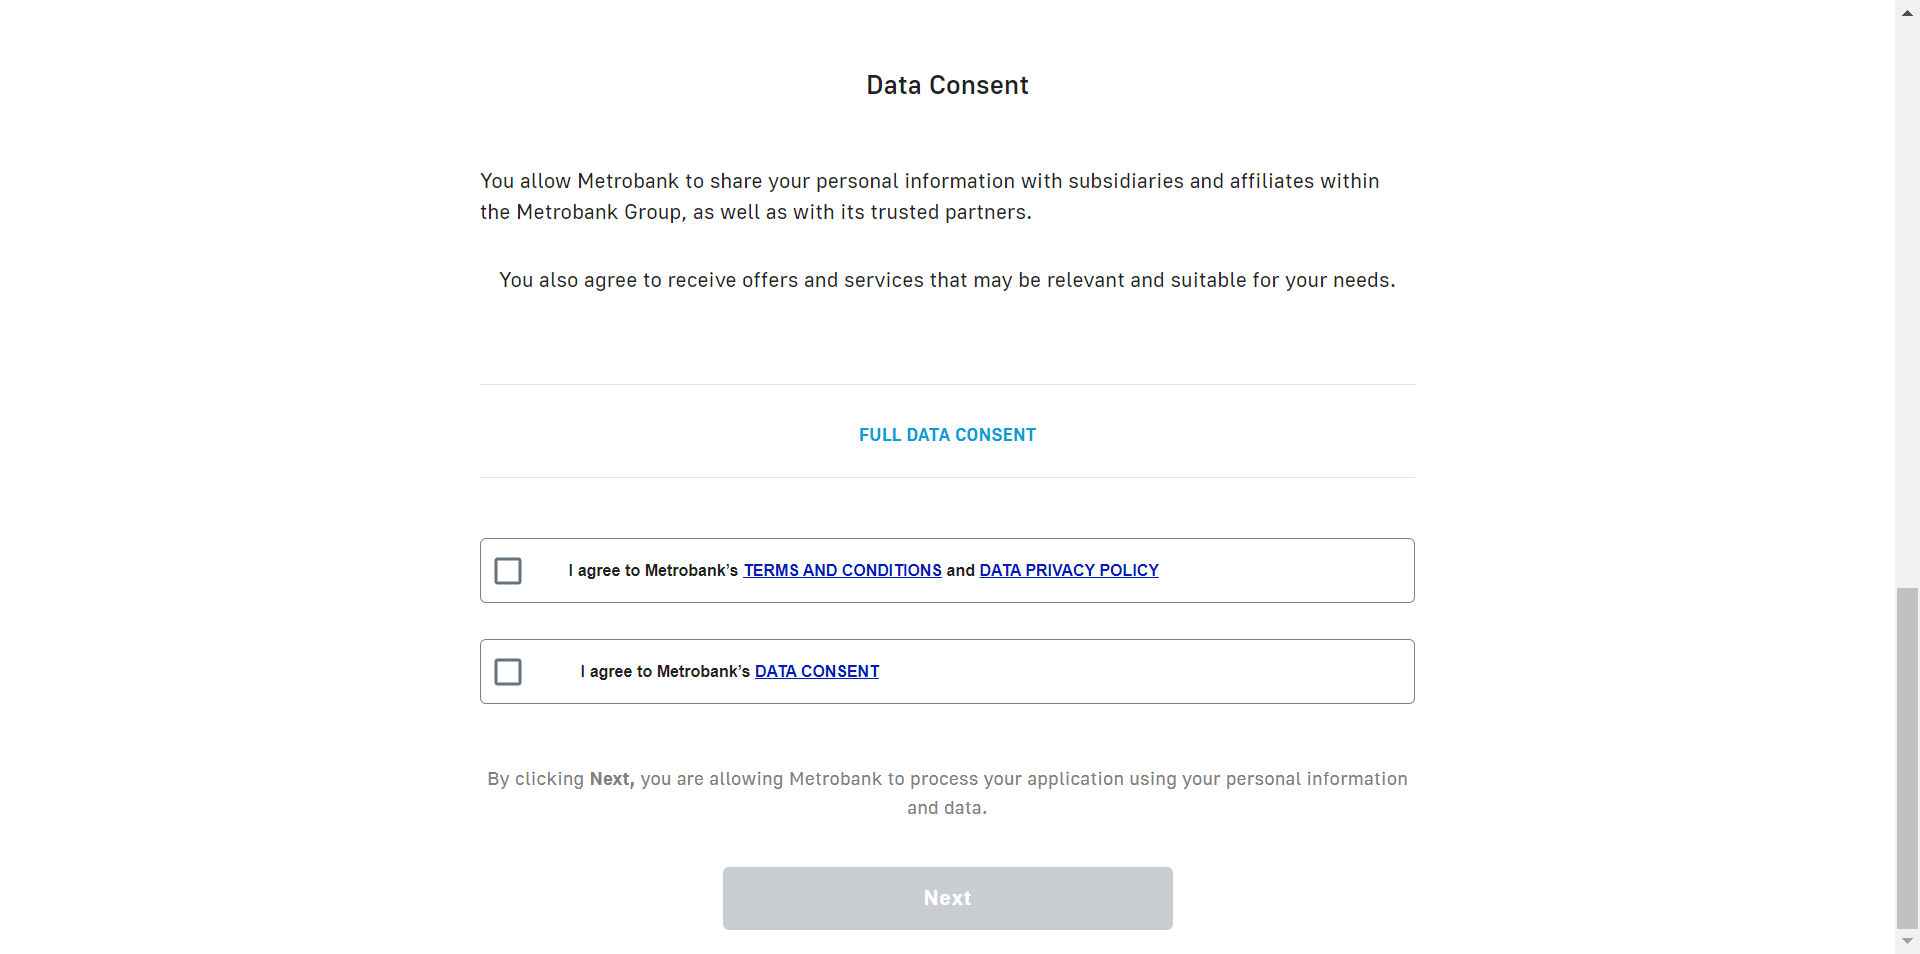 Data Consent
You allow Metrobank to share your personal information with subsidiaries and affiliates within
the Metrobank Group, as well as with its trusted partners.
You also agree to receive offers and services that may be relevant and suitable for your needs.
FULL DATA CONSENT
I agree to Metrobank’s TERMS AND CONDITIONS and DATA PRIVACY POLICY
I agree to Metrobank’s DATA CONSENT
By clicking Next, you are allowing Metrobank to process your application using your personal information
and data.
Next